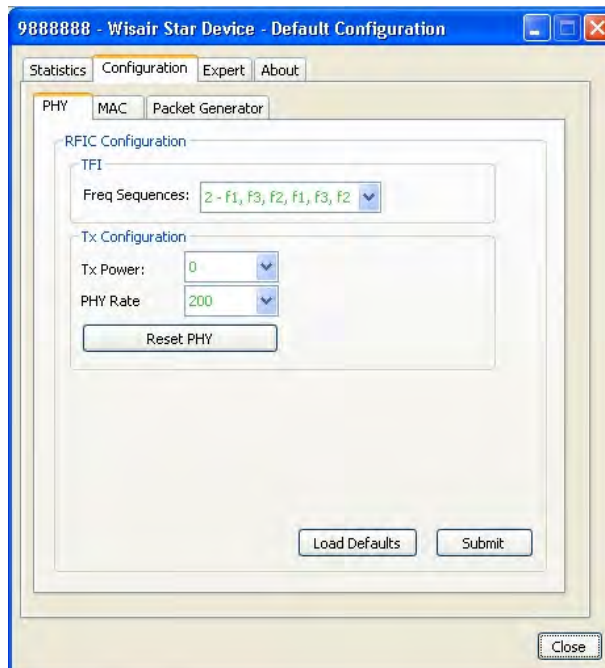 9888888 - Wisair Star Device - Default Configuration
Statistics Configuration Expert About
PHY MAC Packet Generator
RFIC Configuration
TFI
Freq Sequences: 2 - f1, f3, f2, f1, f3, f2
Tx Configuration
Tx Power: 0
PHY Rate 200
Reset PHY
Load Defaults Submit
Close